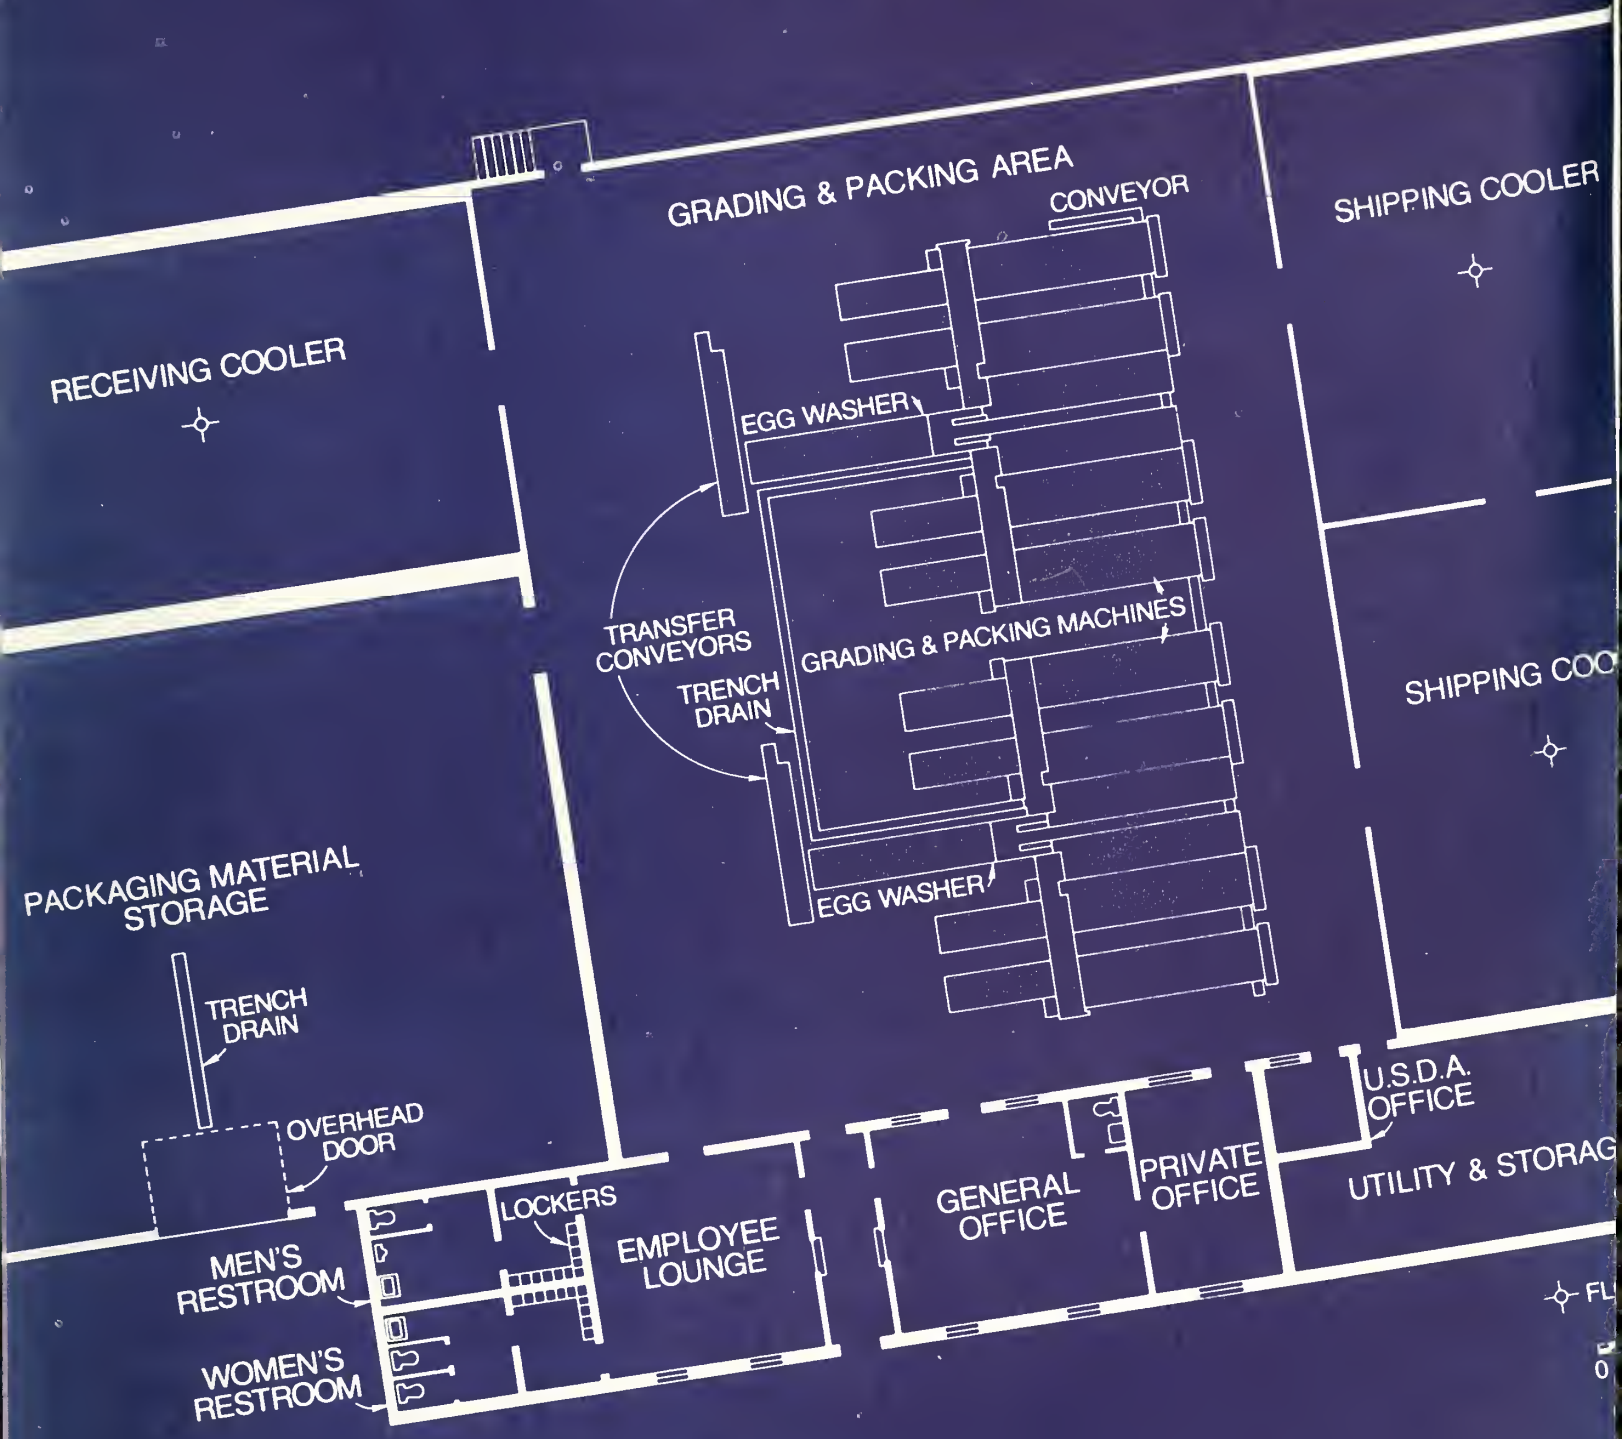 GRADING & PACKING AREA
CONVEYOR
SHIPPING COOLER
RECEIVING COOLER
EGG WASHER
TRANSFER
CONVEYORS
GRADING & PACKING MACHINES
TRENCH
DRAIN
SHIPPING COO
PACKAGING MATERIAL
STORAGE
EGG WASHER
TRENCH
DRAIN
OVERHEAD
DOOR
U.S.D.A.
OFFICE
LOCKERS
EMPLOYEE
LOUNGE
GENERAL
OFFICE
PRIVATE
OFFICE
UTILITY & STORAG
MEN'S
RESTROOM
WOMEN'S
RESTROOM
FL
0